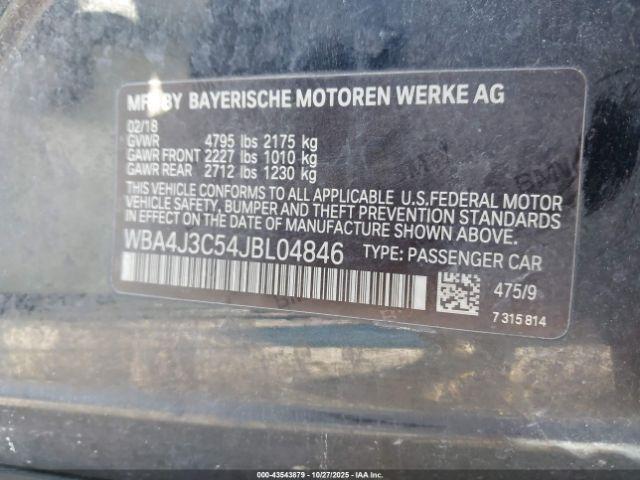 MFD BY BAYERISCHE MOTOREN WERKE AG
02/18
GVWR 4795 lbs 2175 kg
GAWR FRONT 2227 lbs 1010 kg
GAWR REAR 2712 lbs 1230 kg
THIS VEHICLE CONFORMS TO ALL APPLICABLE U.S.FEDERAL MOTOR
VEHICLE SAFETY, BUMPER AND THEFT PREVENTION STANDARDS
IN EFFECT ON THE DATE OF MANUFACTURE SHOWN ABOVE.
WBA4J3C54JBL04846 TYPE: PASSENGER CAR
475/9
7 315 814
© 43543879 | 10/27/2025 | IAA Inc.